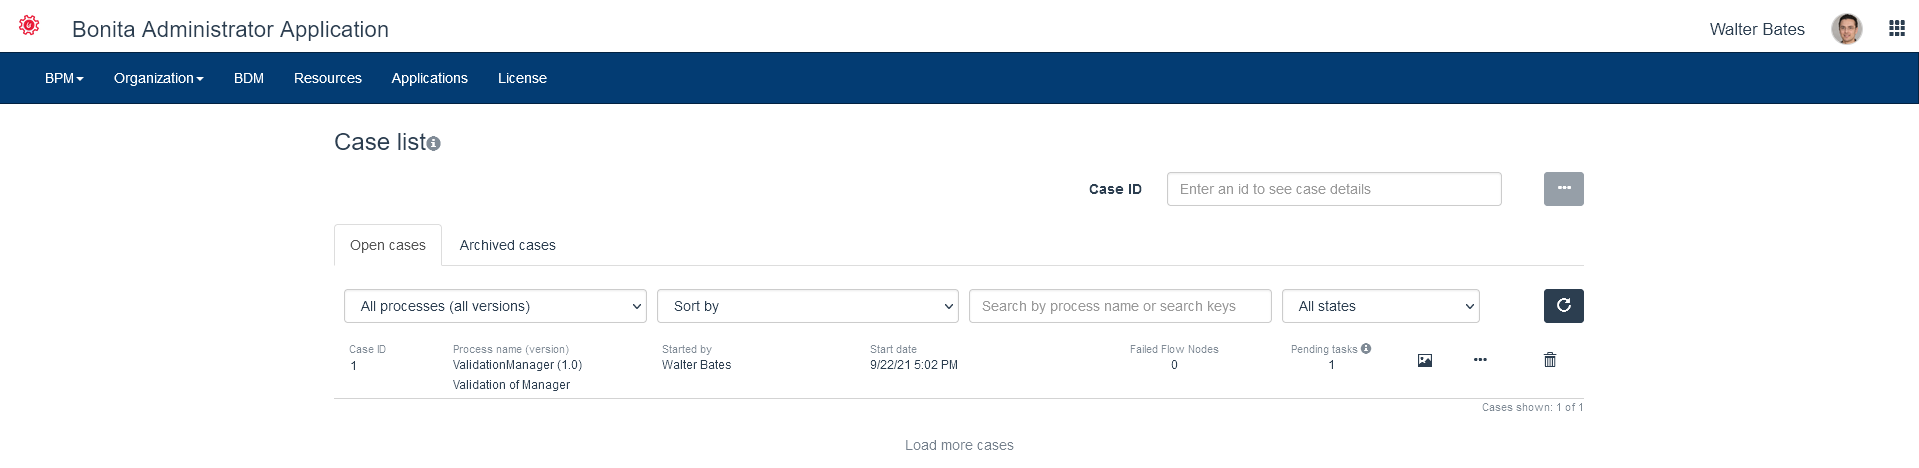 Bonita Administrator Application
Walter Bates
BPM Organization BDM Resources Applications License
Case list
Case ID Enter an id to see case details
Open cases Archived cases
All processes (all versions) Sort by Search by process name or search keys All states
Case ID Process name (version) Started by Start date Failed Flow Nodes Pending tasks
1 ValidationManager (1.0) Walter Bates 9/22/21 5:02 PM 0 1
Validation of Manager
Cases shown: 1 of 1
Load more cases